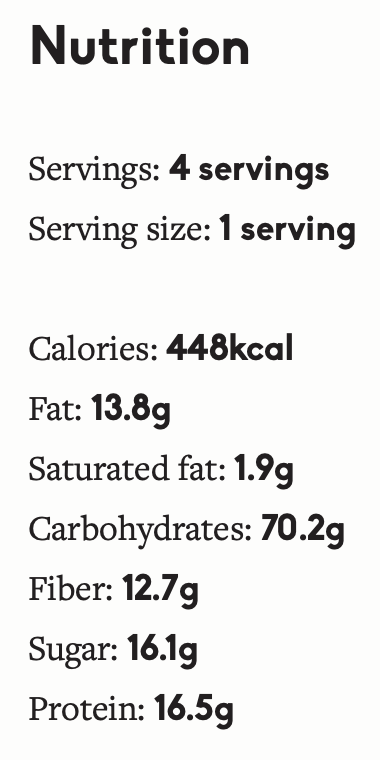 Nutrition
Servings: 4 servings
Serving size: 1 serving
Calories: 448kcal
Fat: 13.8g
Saturated fat: 1.9g
Carbohydrates: 70.2g
Fiber: 12.7g
Sugar: 16.1g
Protein: 16.5g